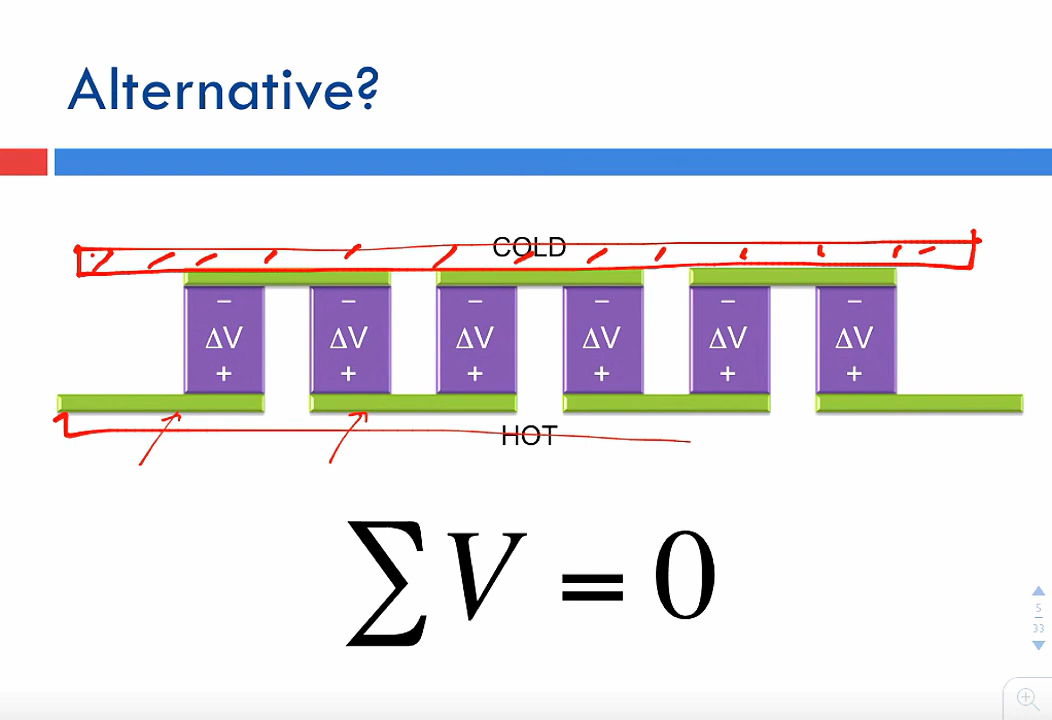 Alternative?
COLD
− − − − − −
ΔV ΔV ΔV ΔV ΔV ΔV
+ + + + + +
HOT
∑V = 0
5
33